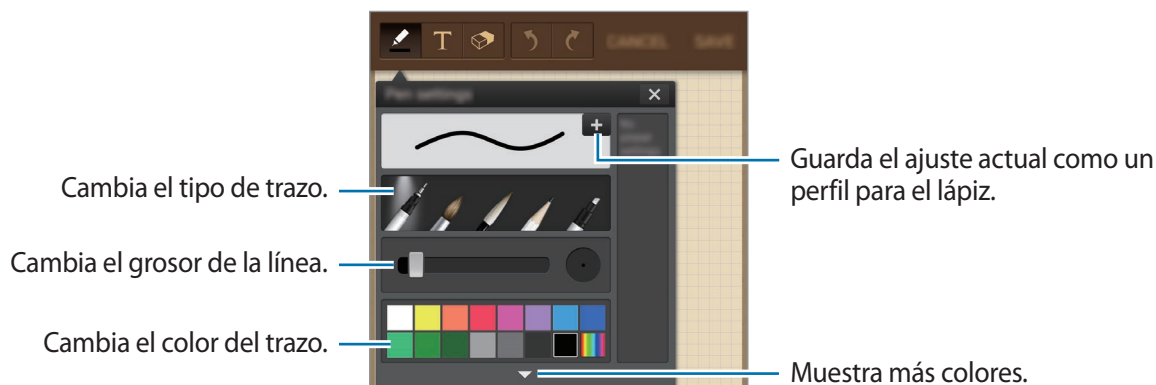 T
CANCEL SAVE
Pen settings
Guarda el ajuste actual como un
perfil para el lápiz.
Cambia el tipo de trazo.
Cambia el grosor de la línea.
Cambia el color del trazo.
Muestra más colores.